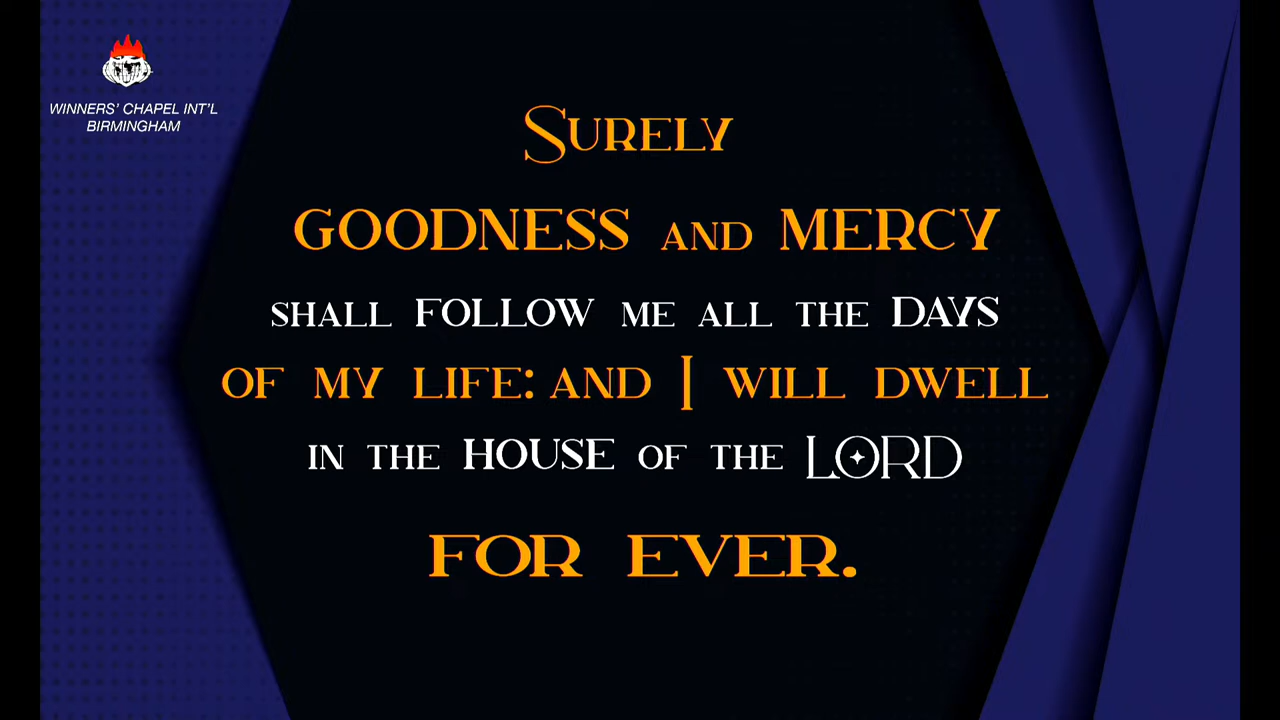 WINNERS' CHAPEL INT'L
BIRMINGHAM
SURELY
GOODNESS AND MERCY
SHALL FOLLOW ME ALL THE DAYS
OF MY LIFE: AND I WILL DWELL
IN THE HOUSE OF THE LORD
FOR EVER.